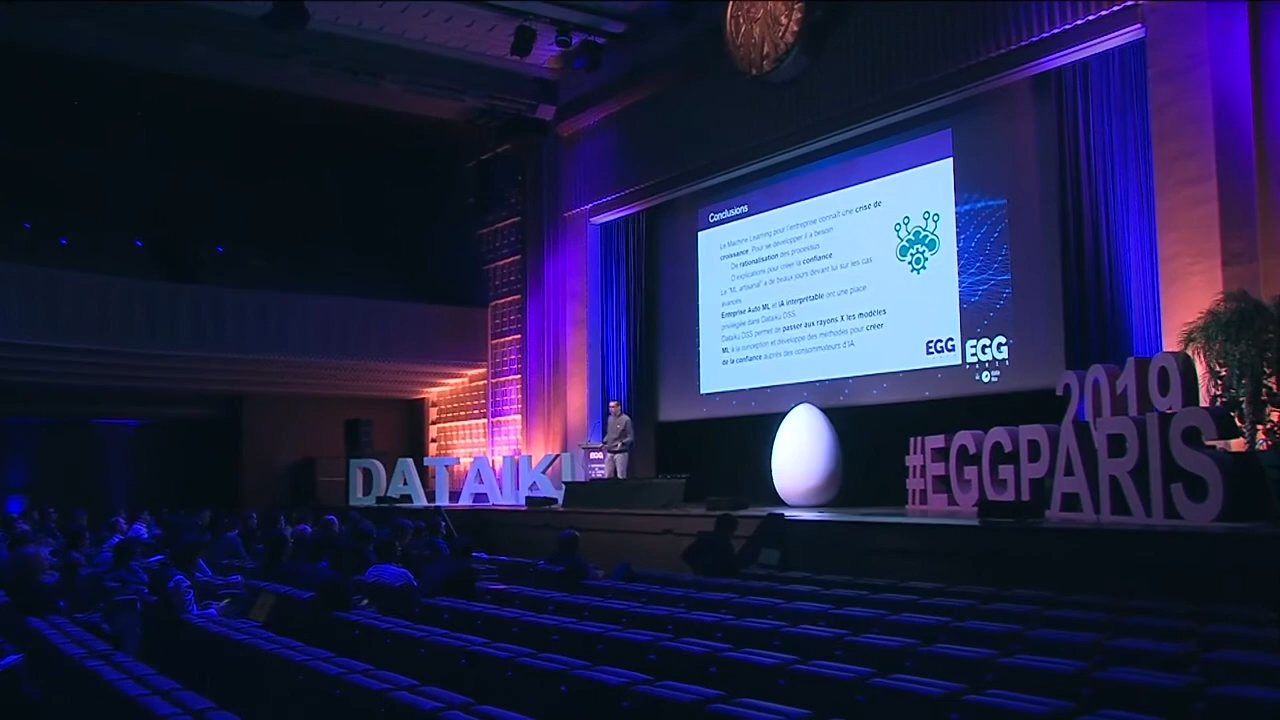 Conclusions
Le Machine Learning pour l'entreprise connaît une crise de
croissance. Pour se développer il a besoin
De rationalisation des processus
D'explications pour créer la confiance
Le "ML artisanal" a de beaux jours devant lui sur les cas
avancés.
Entreprise Auto ML et IA interprétable ont une place
privilégiée dans Dataiku DSS.
Dataiku DSS permet de passer aux rayons X les modèles
ML à la conception et développe des méthodes pour créer
de la confiance auprès des consommateurs d'IA.
EGG
EGG
PARIS
2019
#EGGPARIS
DATAIK
EGG